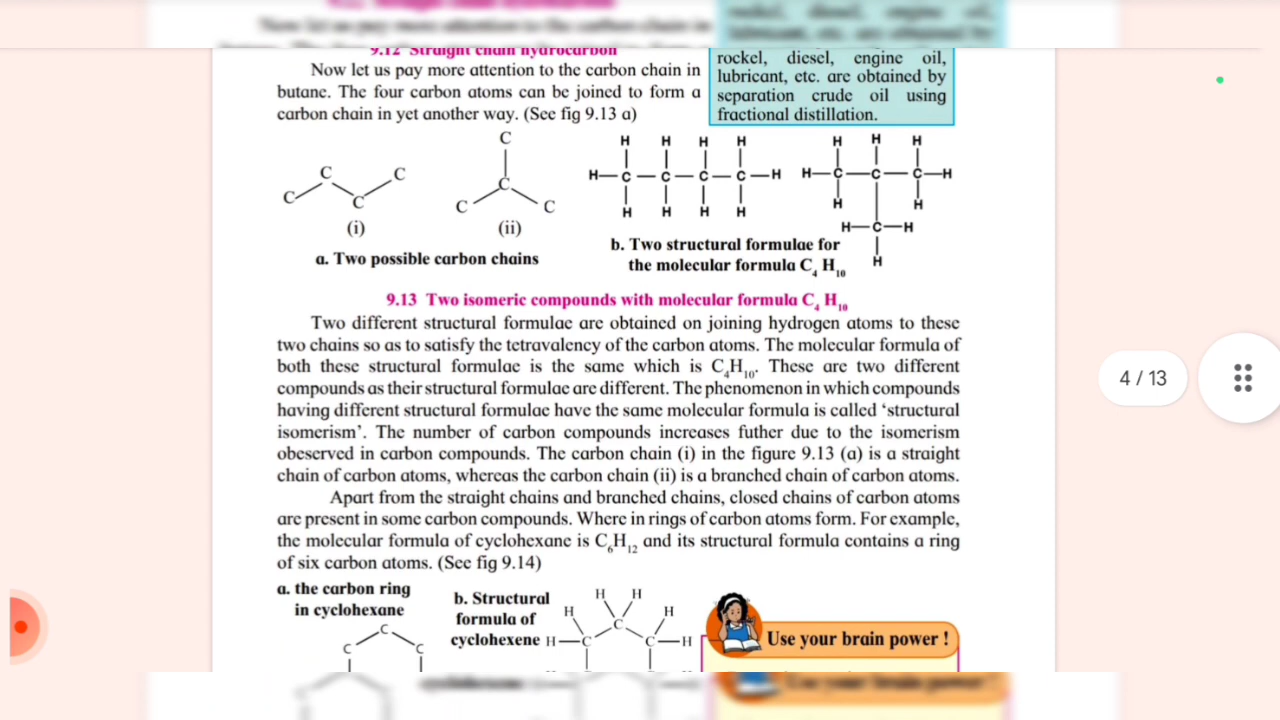 9.12 Straight chain hydrocarbon
Now let us pay more attention to the carbon chain in
butane. The four carbon atoms can be joined to form a
carbon chain in yet another way. (See fig 9.13 a)
rockel, diesel, engine oil,
lubricant, etc. are obtained by
separation crude oil using
fractional distillation.
C
C C
C C
C
C C
(i) (ii)
a. Two possible carbon chains
H H H H
H—C—C—C—C—H
H H H H
H H H
H—C—C—C—H
H H
H—C—H
H
b. Two structural formulae for
the molecular formula C₄ H₁₀
9.13 Two isomeric compounds with molecular formula C₄ H₁₀
Two different structural formulae are obtained on joining hydrogen atoms to these
two chains so as to satisfy the tetravalency of the carbon atoms. The molecular formula of
both these structural formulae is the same which is C₄H₁₀. These are two different
compounds as their structural formulae are different. The phenomenon in which compounds
having different structural formulae have the same molecular formula is called ‘structural
isomerism’. The number of carbon compounds increases futher due to the isomerism
obeserved in carbon compounds. The carbon chain (i) in the figure 9.13 (a) is a straight
chain of carbon atoms, whereas the carbon chain (ii) is a branched chain of carbon atoms.
Apart from the straight chains and branched chains, closed chains of carbon atoms
are present in some carbon compounds. Where in rings of carbon atoms form. For example,
the molecular formula of cyclohexane is C₆H₁₂ and its structural formula contains a ring
of six carbon atoms. (See fig 9.14)
a. the carbon ring
in cyclohexane
C
C C
b. Structural
formula of
cyclohexene
H H
H C H
H—C C—H
Use your brain power !
4 / 13